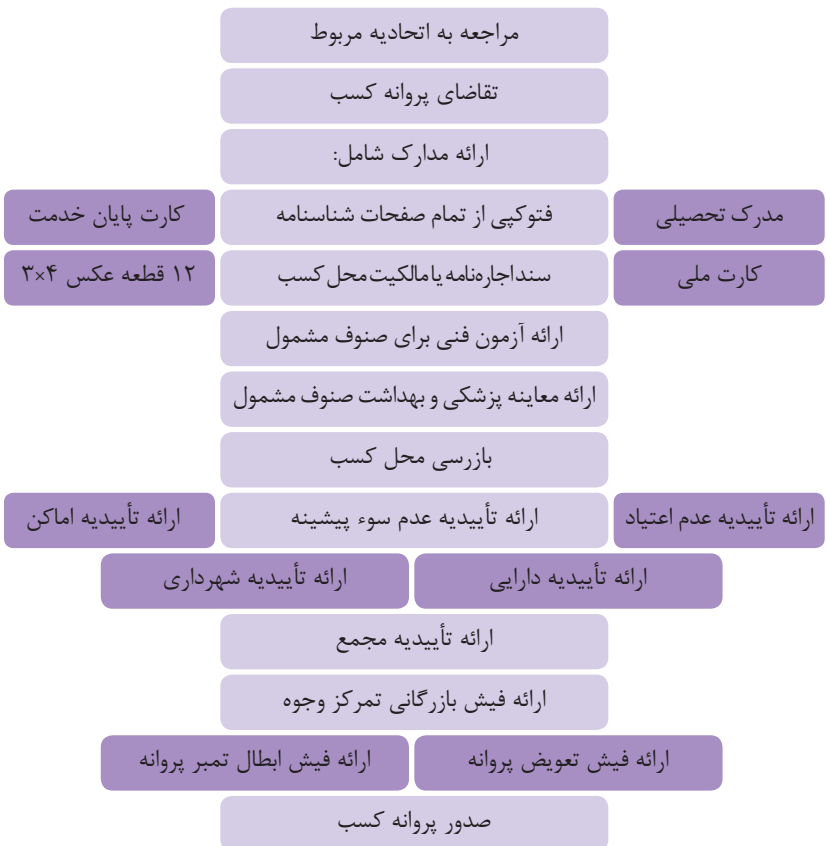 مراجعه به اتحادیه مربوط
تقاضای پروانه کسب
ارائه مدارک شامل:
مدرک تحصیلی
فتوکپی از تمام صفحات شناسنامه
کارت پایان خدمت
کارت ملی
سند اجاره‌نامه یا مالکیت محل کسب
۱۲ قطعه عکس ۴×۳
ارائه آزمون فنی برای صنوف مشمول
ارائه معاینه پزشکی و بهداشت صنوف مشمول
بازرسی محل کسب
ارائه تأییدیه عدم اعتیاد
ارائه تأییدیه عدم سوء پیشینه
ارائه تأییدیه اماکن
ارائه تأییدیه دارایی
ارائه تأییدیه شهرداری
ارائه تأییدیه مجمع
ارائه فیش بازرگانی تمرکز وجوه
ارائه فیش تعویض پروانه
ارائه فیش ابطال تمبر پروانه
صدور پروانه کسب